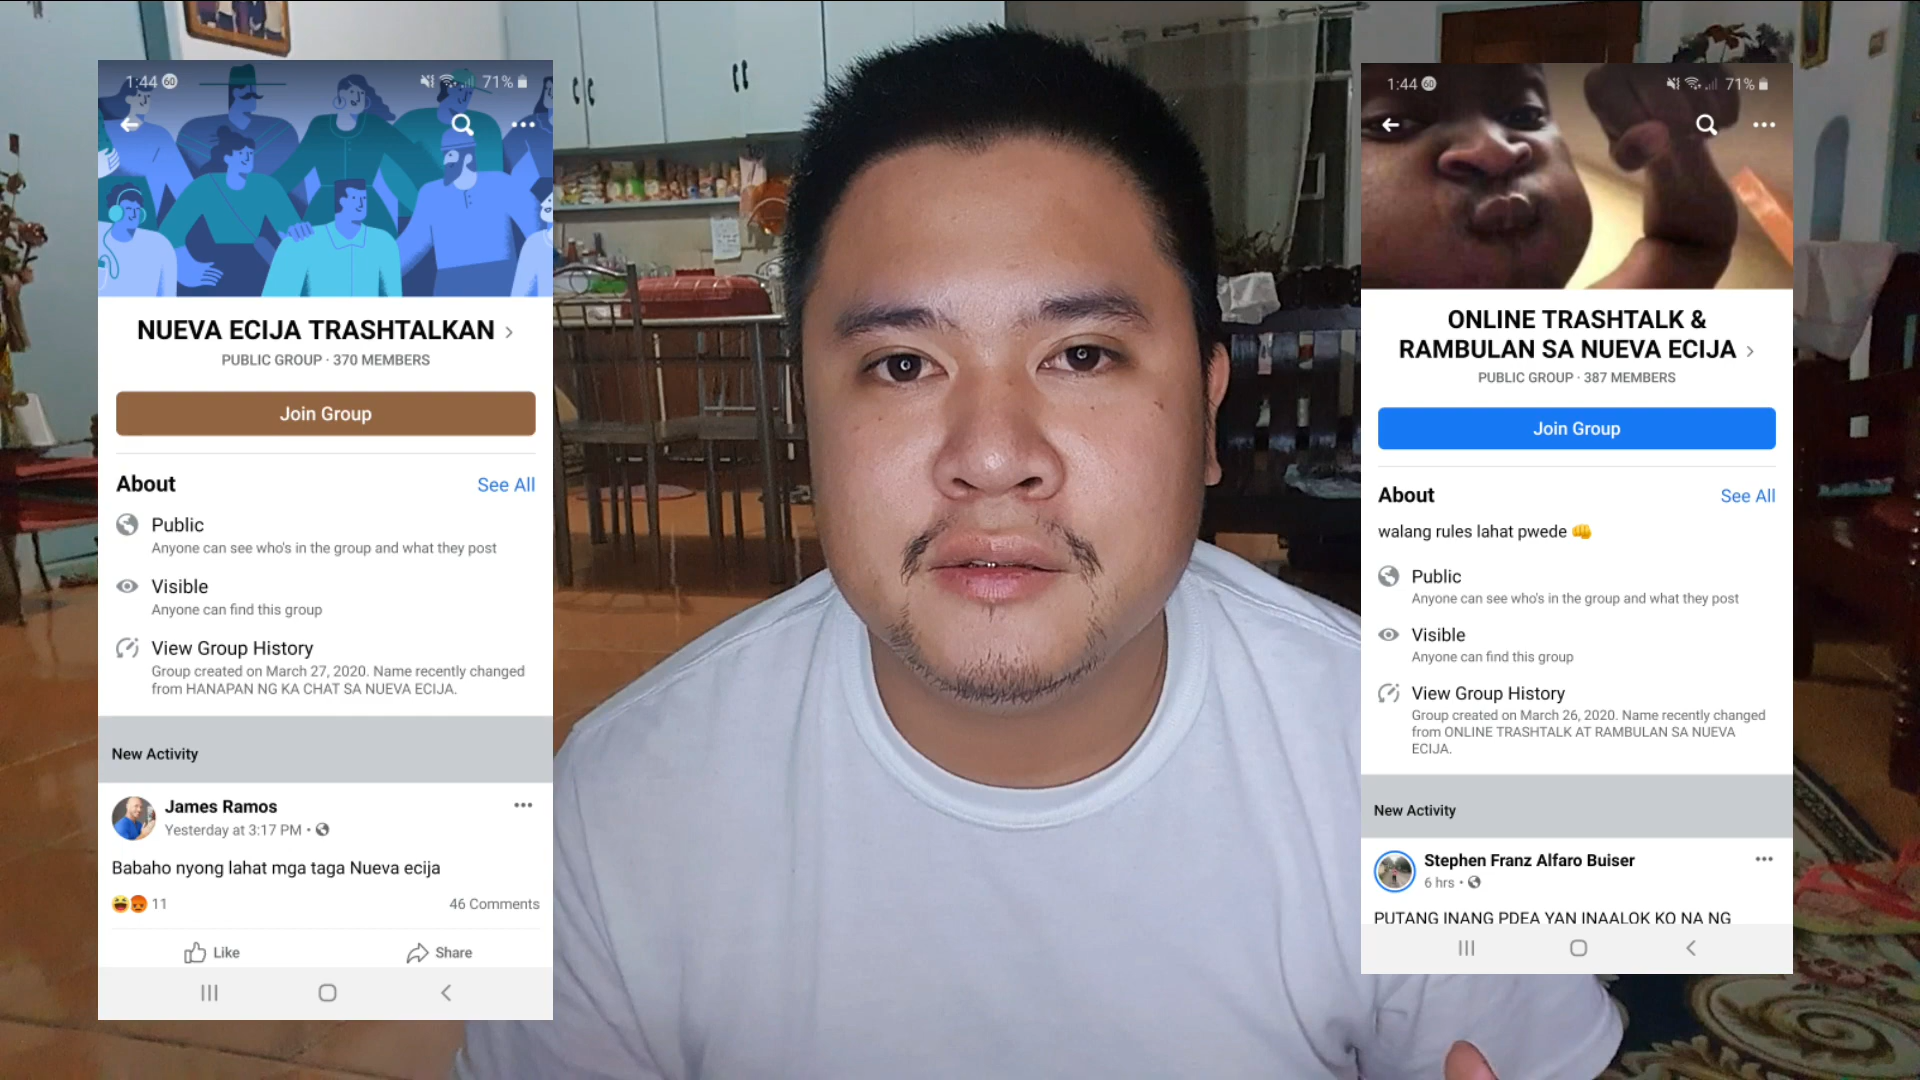 1:44 60 71%
NUEVA ECIJA TRASHTALKAN
PUBLIC GROUP · 370 MEMBERS
Join Group
About
See All
Public
Anyone can see who's in the group and what they post
Visible
Anyone can find this group
View Group History
Group created on March 27, 2020. Name recently changed
from HANAPAN NG KA CHAT SA NUEVA ECIJA.
New Activity
James Ramos
Yesterday at 3:17 PM ·
Babaho nyong lahat mga taga Nueva ecija
11
46 Comments
Like
Share
1:44 60 71%
ONLINE TRASHTALK &
RAMBULAN SA NUEVA ECIJA
PUBLIC GROUP · 387 MEMBERS
Join Group
About
See All
walang rules lahat pwede 👊
Public
Anyone can see who's in the group and what they post
Visible
Anyone can find this group
View Group History
Group created on March 26, 2020. Name recently changed
from ONLINE TRASHTALK AT RAMBULAN SA NUEVA
ECIJA.
New Activity
Stephen Franz Alfaro Buiser
6 hrs ·
PUTANG INANG PDEA YAN INAALOK KO NA NG